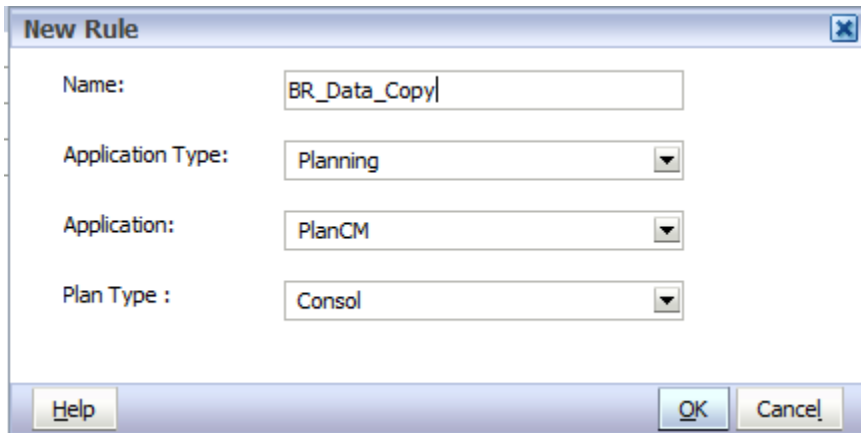 New Rule
Name: BR_Data_Copy
Application Type: Planning
Application: PlanCM
Plan Type : Consol
Help OK Cancel